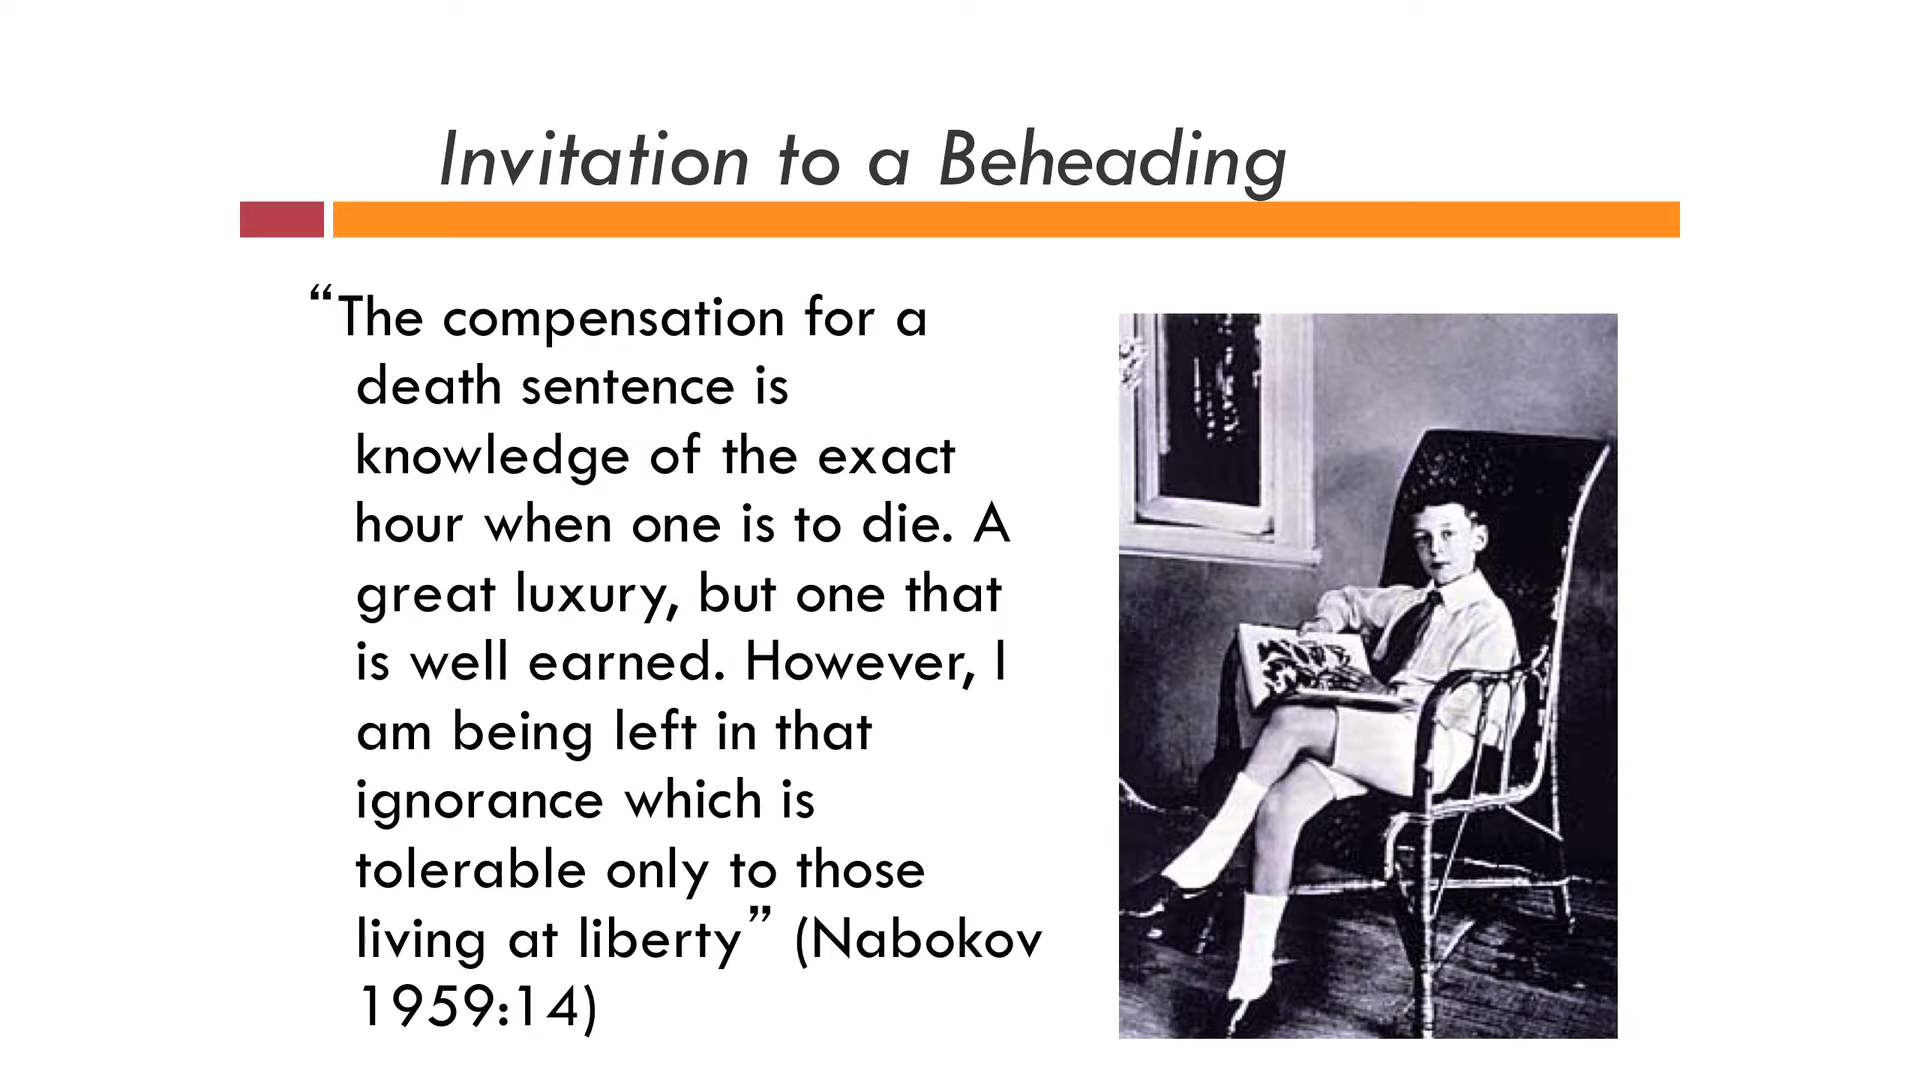 Invitation to a Beheading
“The compensation for a
death sentence is
knowledge of the exact
hour when one is to die. A
great luxury, but one that
is well earned. However, I
am being left in that
ignorance which is
tolerable only to those
living at liberty” (Nabokov
1959:14)